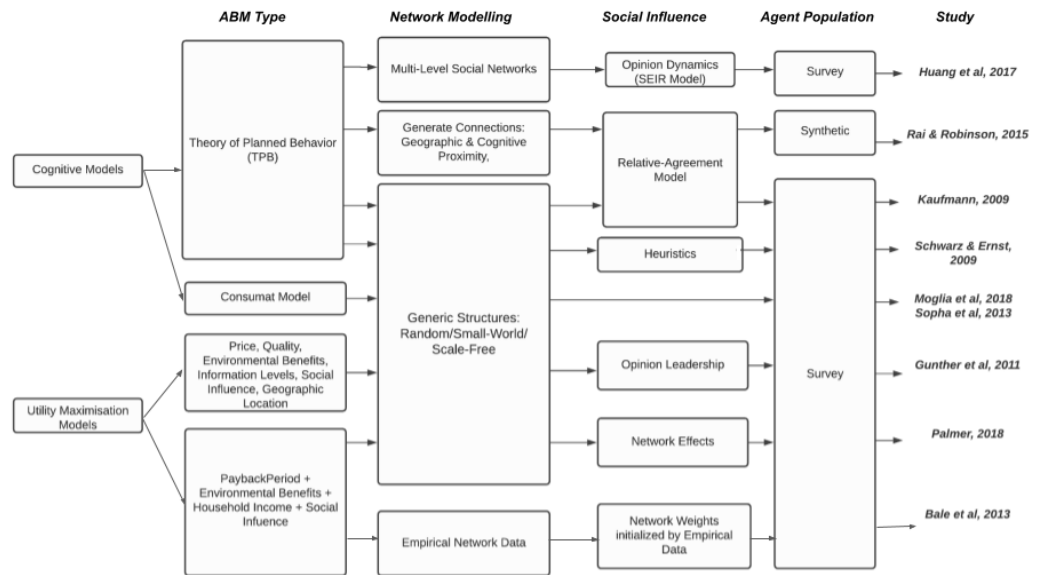 ABM Type
Network Modelling
Social Influence
Agent Population
Study
Cognitive Models
Utility Maximisation
Models
Theory of Planned Behavior
(TPB)
Consumat Model
Price, Quality,
Environmental Benefits,
Information Levels, Social
Influence, Geographic
Location
PaybackPeriod +
Environmental Benefits +
Household Income + Social
Infuence
Multi-Level Social Networks
Generate Connections:
Geographic & Cognitive
Proximity,
Generic Structures:
Random/Small-World/
Scale-Free
Empirical Network Data
Opinion Dynamics
(SEIR Model)
Relative-Agreement
Model
Heuristics
Opinion Leadership
Network Effects
Network Weights
initialized by Empirical
Data
Survey
Synthetic
Survey
Huang et al, 2017
Rai & Robinson, 2015
Kaufmann, 2009
Schwarz & Ernst,
2009
Moglia et al, 2018
Sopha et al, 2013
Gunther et al, 2011
Palmer, 2018
Bale et al, 2013